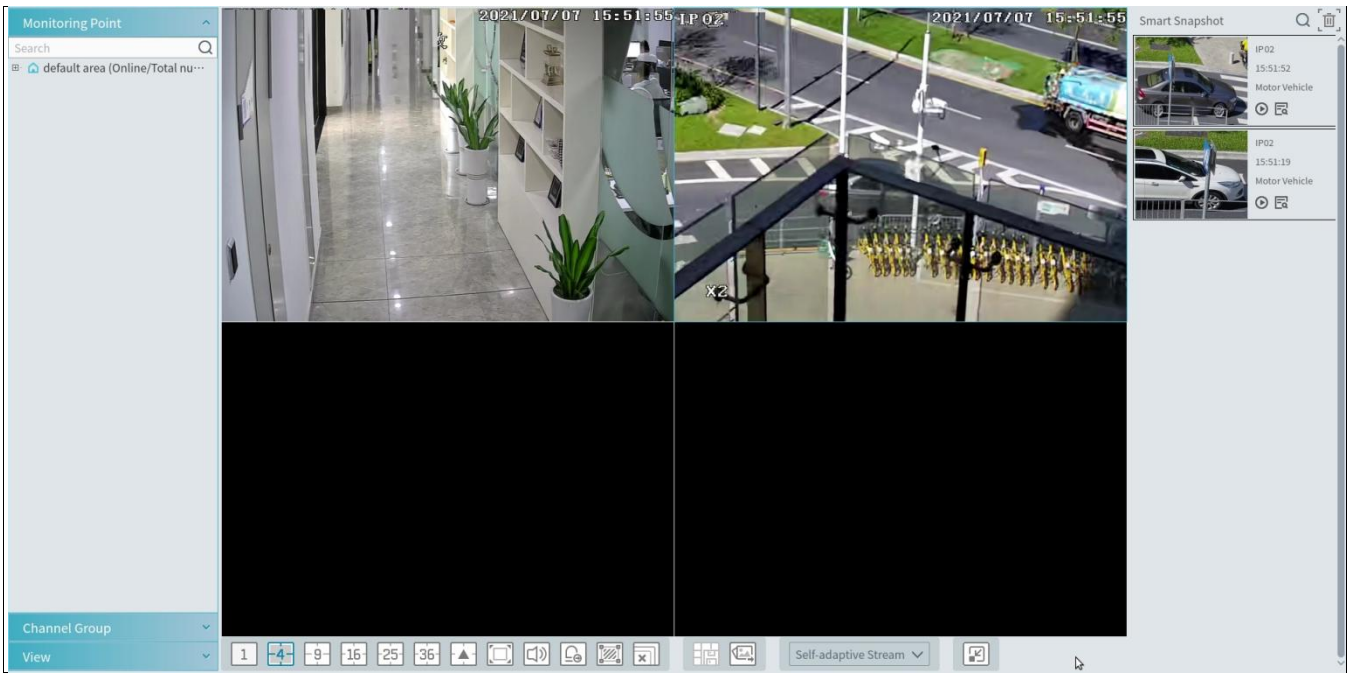 Monitoring Point
Search
default area (Online/Total nu···
Channel Group
View
2021/07/07 15:51:55
IP 02
2021/07/07 15:51:55
X2
1
4
9
16
25
36
Self-adaptive Stream
Smart Snapshot
IP02
15:51:52
Motor Vehicle
IP02
15:51:19
Motor Vehicle